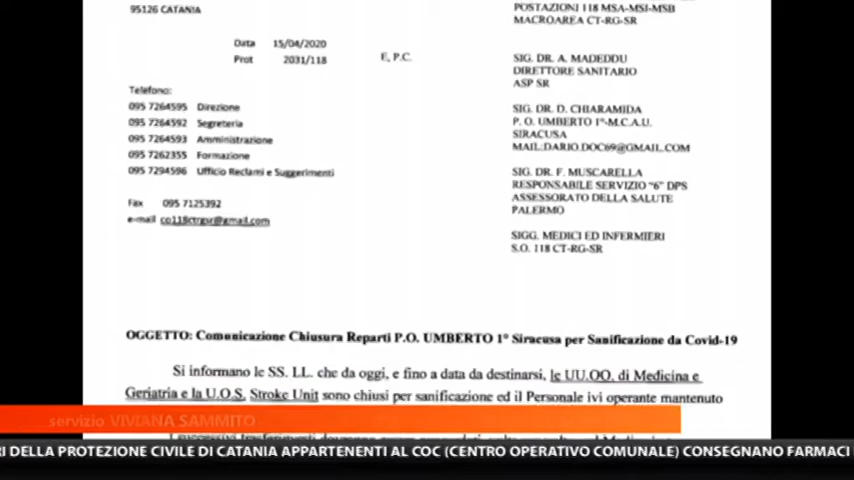 95126 CATANIA
Data 15/04/2020
Prot 2031/118
E, P.C.
Telefono:
095 7264595 Direzione
095 7264592 Segreteria
095 7264593 Amministrazione
095 7262355 Formazione
095 7294596 Ufficio Reclami e Suggerimenti
Fax 095 7125392
e-mail
POSTAZIONI 118 MSA-MSI-MSB
MACROAREA CT-RG-SR
SIG. DR. A. MADEDDU
DIRETTORE SANITARIO
ASP SR
SIG. DR. D. CHIARAMIDA
P. O. UMBERTO 1°-M.C.A.U.
SIRACUSA
MAIL:DARIO.DOC69@GMAIL.COM
SIG. DR. F. MUSCARELLA
RESPONSABILE SERVIZIO "6" DPS
ASSESSORATO DELLA SALUTE
PALERMO
SIGG. MEDICI ED INFERMIERI
S.O. 118 CT-RG-SR
OGGETTO: Comunicazione Chiusura Reparti P.O. UMBERTO 1° Siracusa per Sanificazione da Covid-19
Si informano le SS. LL. che da oggi, e fino a data da destinarsi, le UU.OO. di Medicina e
Geriatria e la U.O.S. Stroke Unit sono chiusi per sanificazione ed il Personale ivi operante mantenuto
servizio VIVIANA SAMMITO
RI DELLA PROTEZIONE CIVILE DI CATANIA APPARTENENTI AL COC (CENTRO OPERATIVO COMUNALE) CONSEGNANO FARMACI